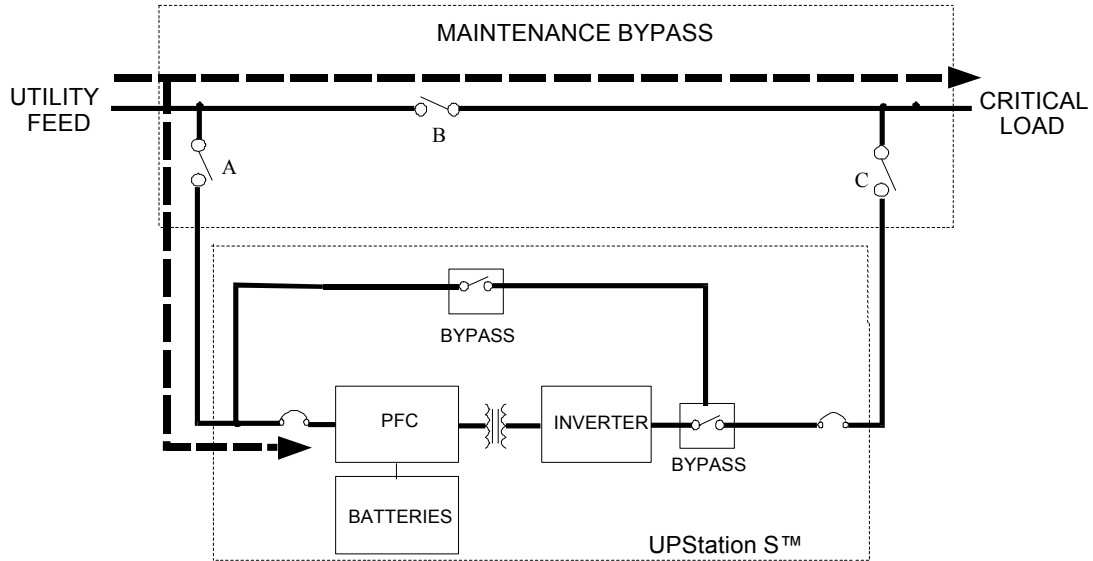 MAINTENANCE BYPASS
UTILITY
FEED
CRITICAL
LOAD
B
A
C
BYPASS
PFC
INVERTER
BYPASS
BATTERIES
UPStation S™